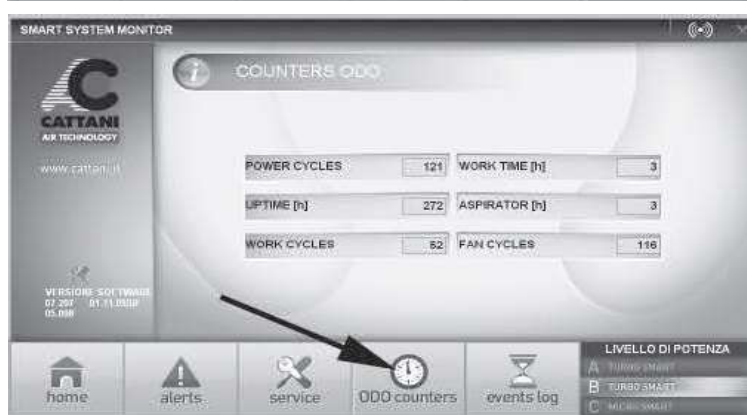 SMART SYSTEM MONITOR
COUNTERS ODO
AC
CATTANI
AIR TECHNOLOGY
www.cattani.it
POWER CYCLES 121 WORK TIME [h] 3
UPTIME [h] 272 ASPIRATOR [h] 3
WORK CYCLES 52 FAN CYCLES 116
VERSIONE SOFTWARE
LIVELLO DI POTENZA
A TURBO SMART
B TURBO SMART
C MICRO SMART
home alerts service ODO counters events log